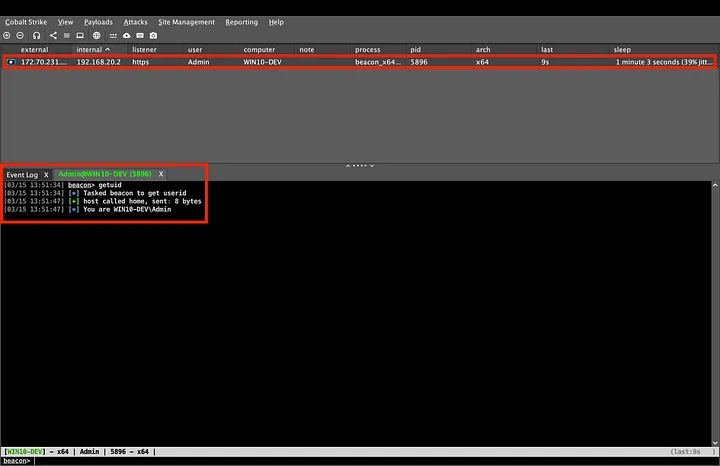 Cobalt Strike View Payloads Attacks Site Management Reporting Help
external internal listener user computer note process pid arch last sleep
172.70.231.... 192.168.20.2 https Admin WIN10-DEV beacon_x64... 5896 x64 9s 1 minute 3 seconds (39% jitt...
Event Log X Admin@WIN10-DEV (5896) X
[03/15 13:51:34] beacon> getuid
[03/15 13:51:34] [*] Tasked beacon to get userid
[03/15 13:51:47] [+] host called home, sent: 8 bytes
[03/15 13:51:47] [*] You are WIN10-DEV\Admin
[WIN10-DEV] - x64 | Admin | 5896 - x64 | (last:9s
beacon>